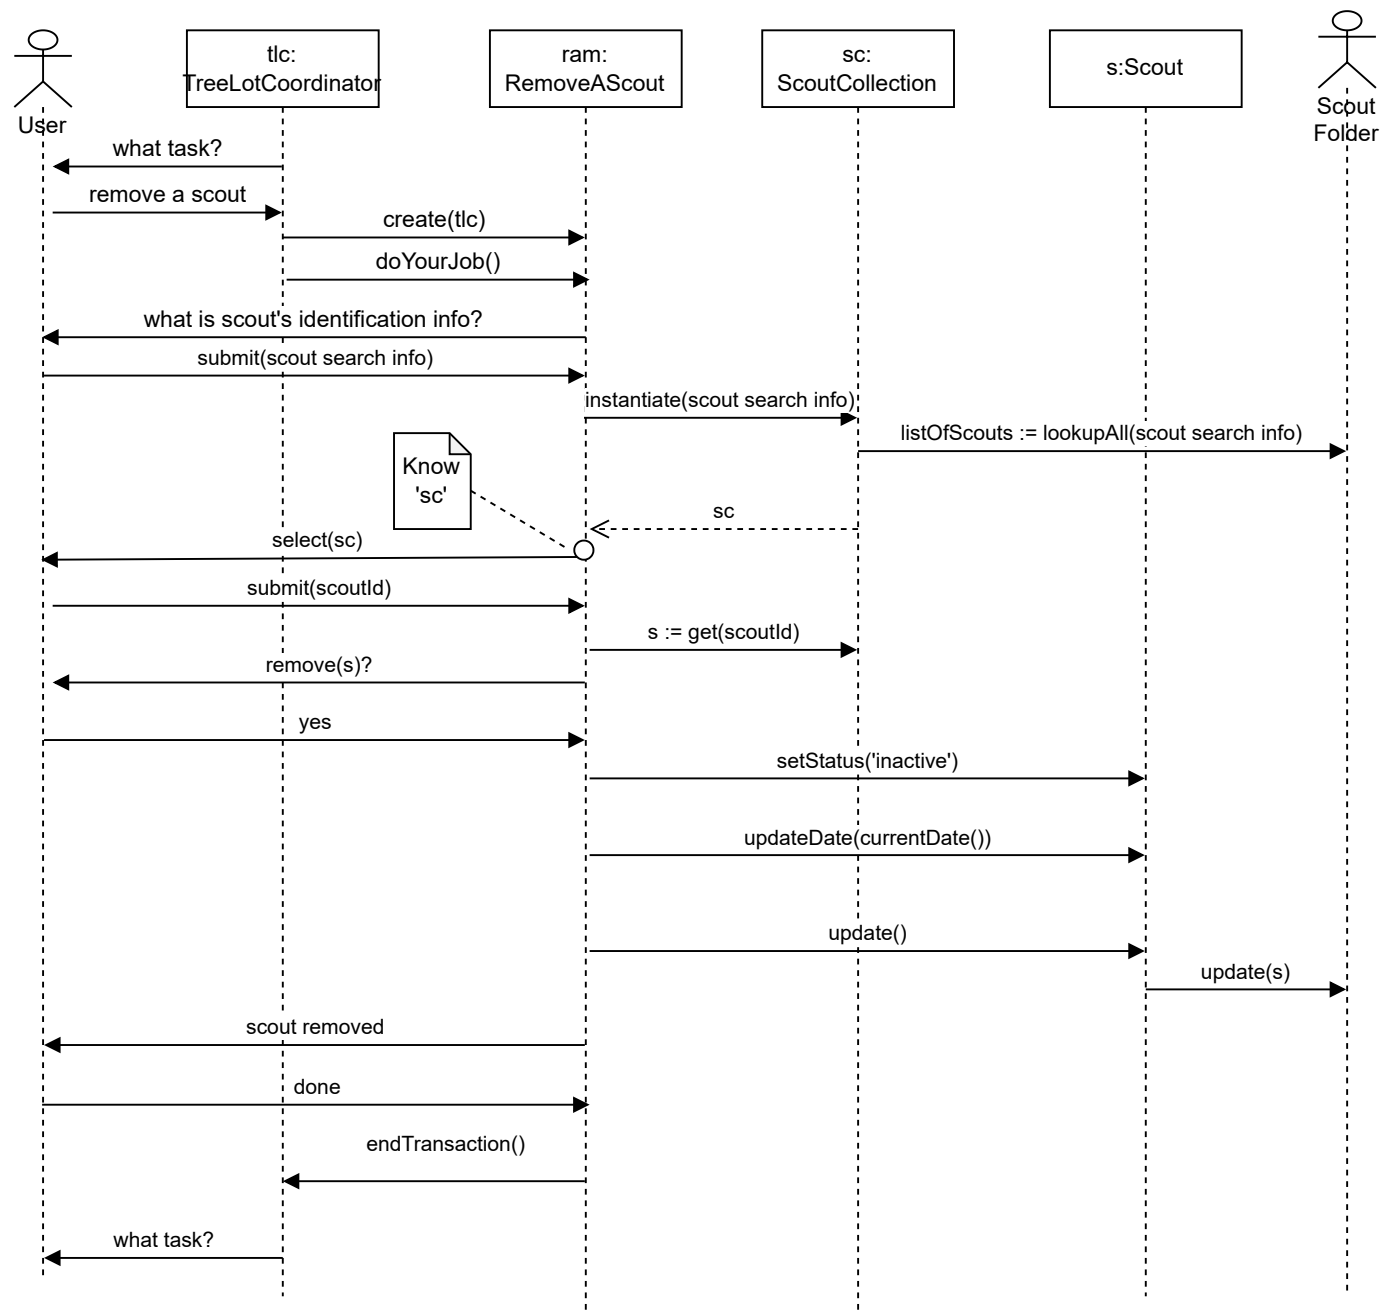 tlc:
TreeLotCoordinator
ram:
RemoveAScout
sc:
ScoutCollection
s:Scout
User
Scout
Folder
what task?
remove a scout
create(tlc)
doYourJob()
what is scout's identification info?
submit(scout search info)
instantiate(scout search info)
listOfScouts := lookupAll(scout search info)
Know
'sc'
sc
select(sc)
submit(scoutId)
s := get(scoutId)
remove(s)?
yes
setStatus('inactive')
updateDate(currentDate())
update()
update(s)
scout removed
done
endTransaction()
what task?